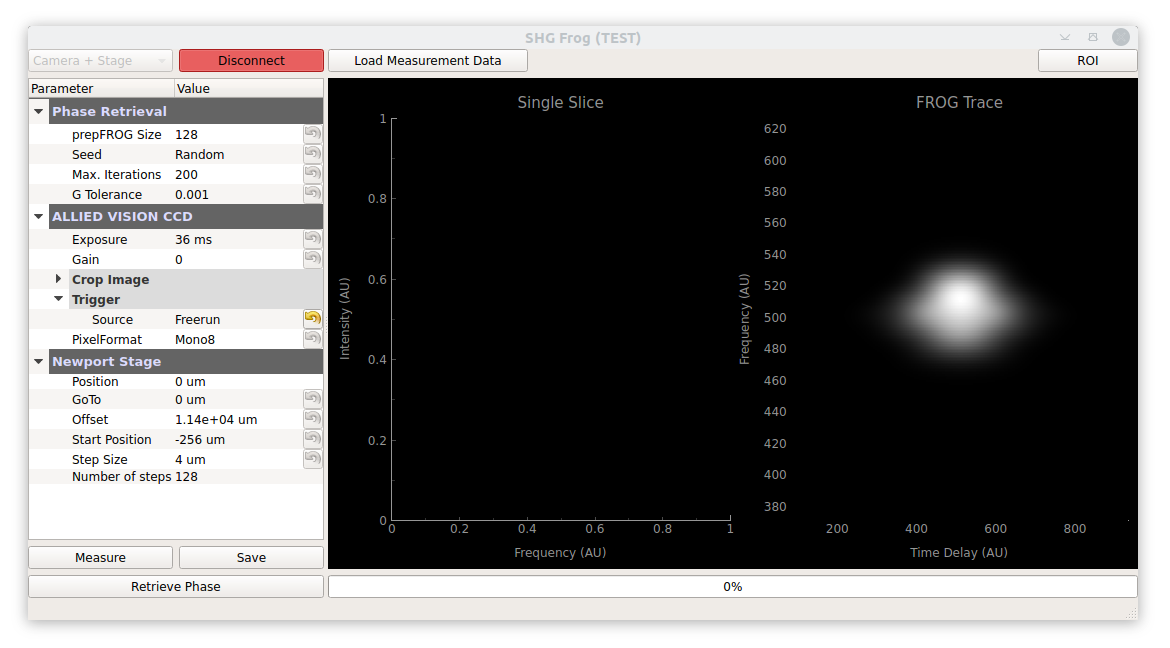 SHG Frog (TEST)
Camera + Stage
Disconnect
Load Measurement Data
ROI
Parameter Value
Phase Retrieval
prepFROG Size 128
Seed Random
Max. Iterations 200
G Tolerance 0.001
ALLIED VISION CCD
Exposure 36 ms
Gain 0
Crop Image
Trigger
Source Freerun
PixelFormat Mono8
Newport Stage
Position 0 um
GoTo 0 um
Offset 1.14e+04 um
Start Position -256 um
Step Size 4 um
Number of steps 128
Measure
Save
Retrieve Phase
Single Slice
1
0.8
0.6
0.4
0.2
0
Intensity (AU)
0 0.2 0.4 0.6 0.8 1
Frequency (AU)
FROG Trace
620
600
580
560
540
520
500
480
460
440
420
400
380
Frequency (AU)
200 400 600 800
Time Delay (AU)
0%